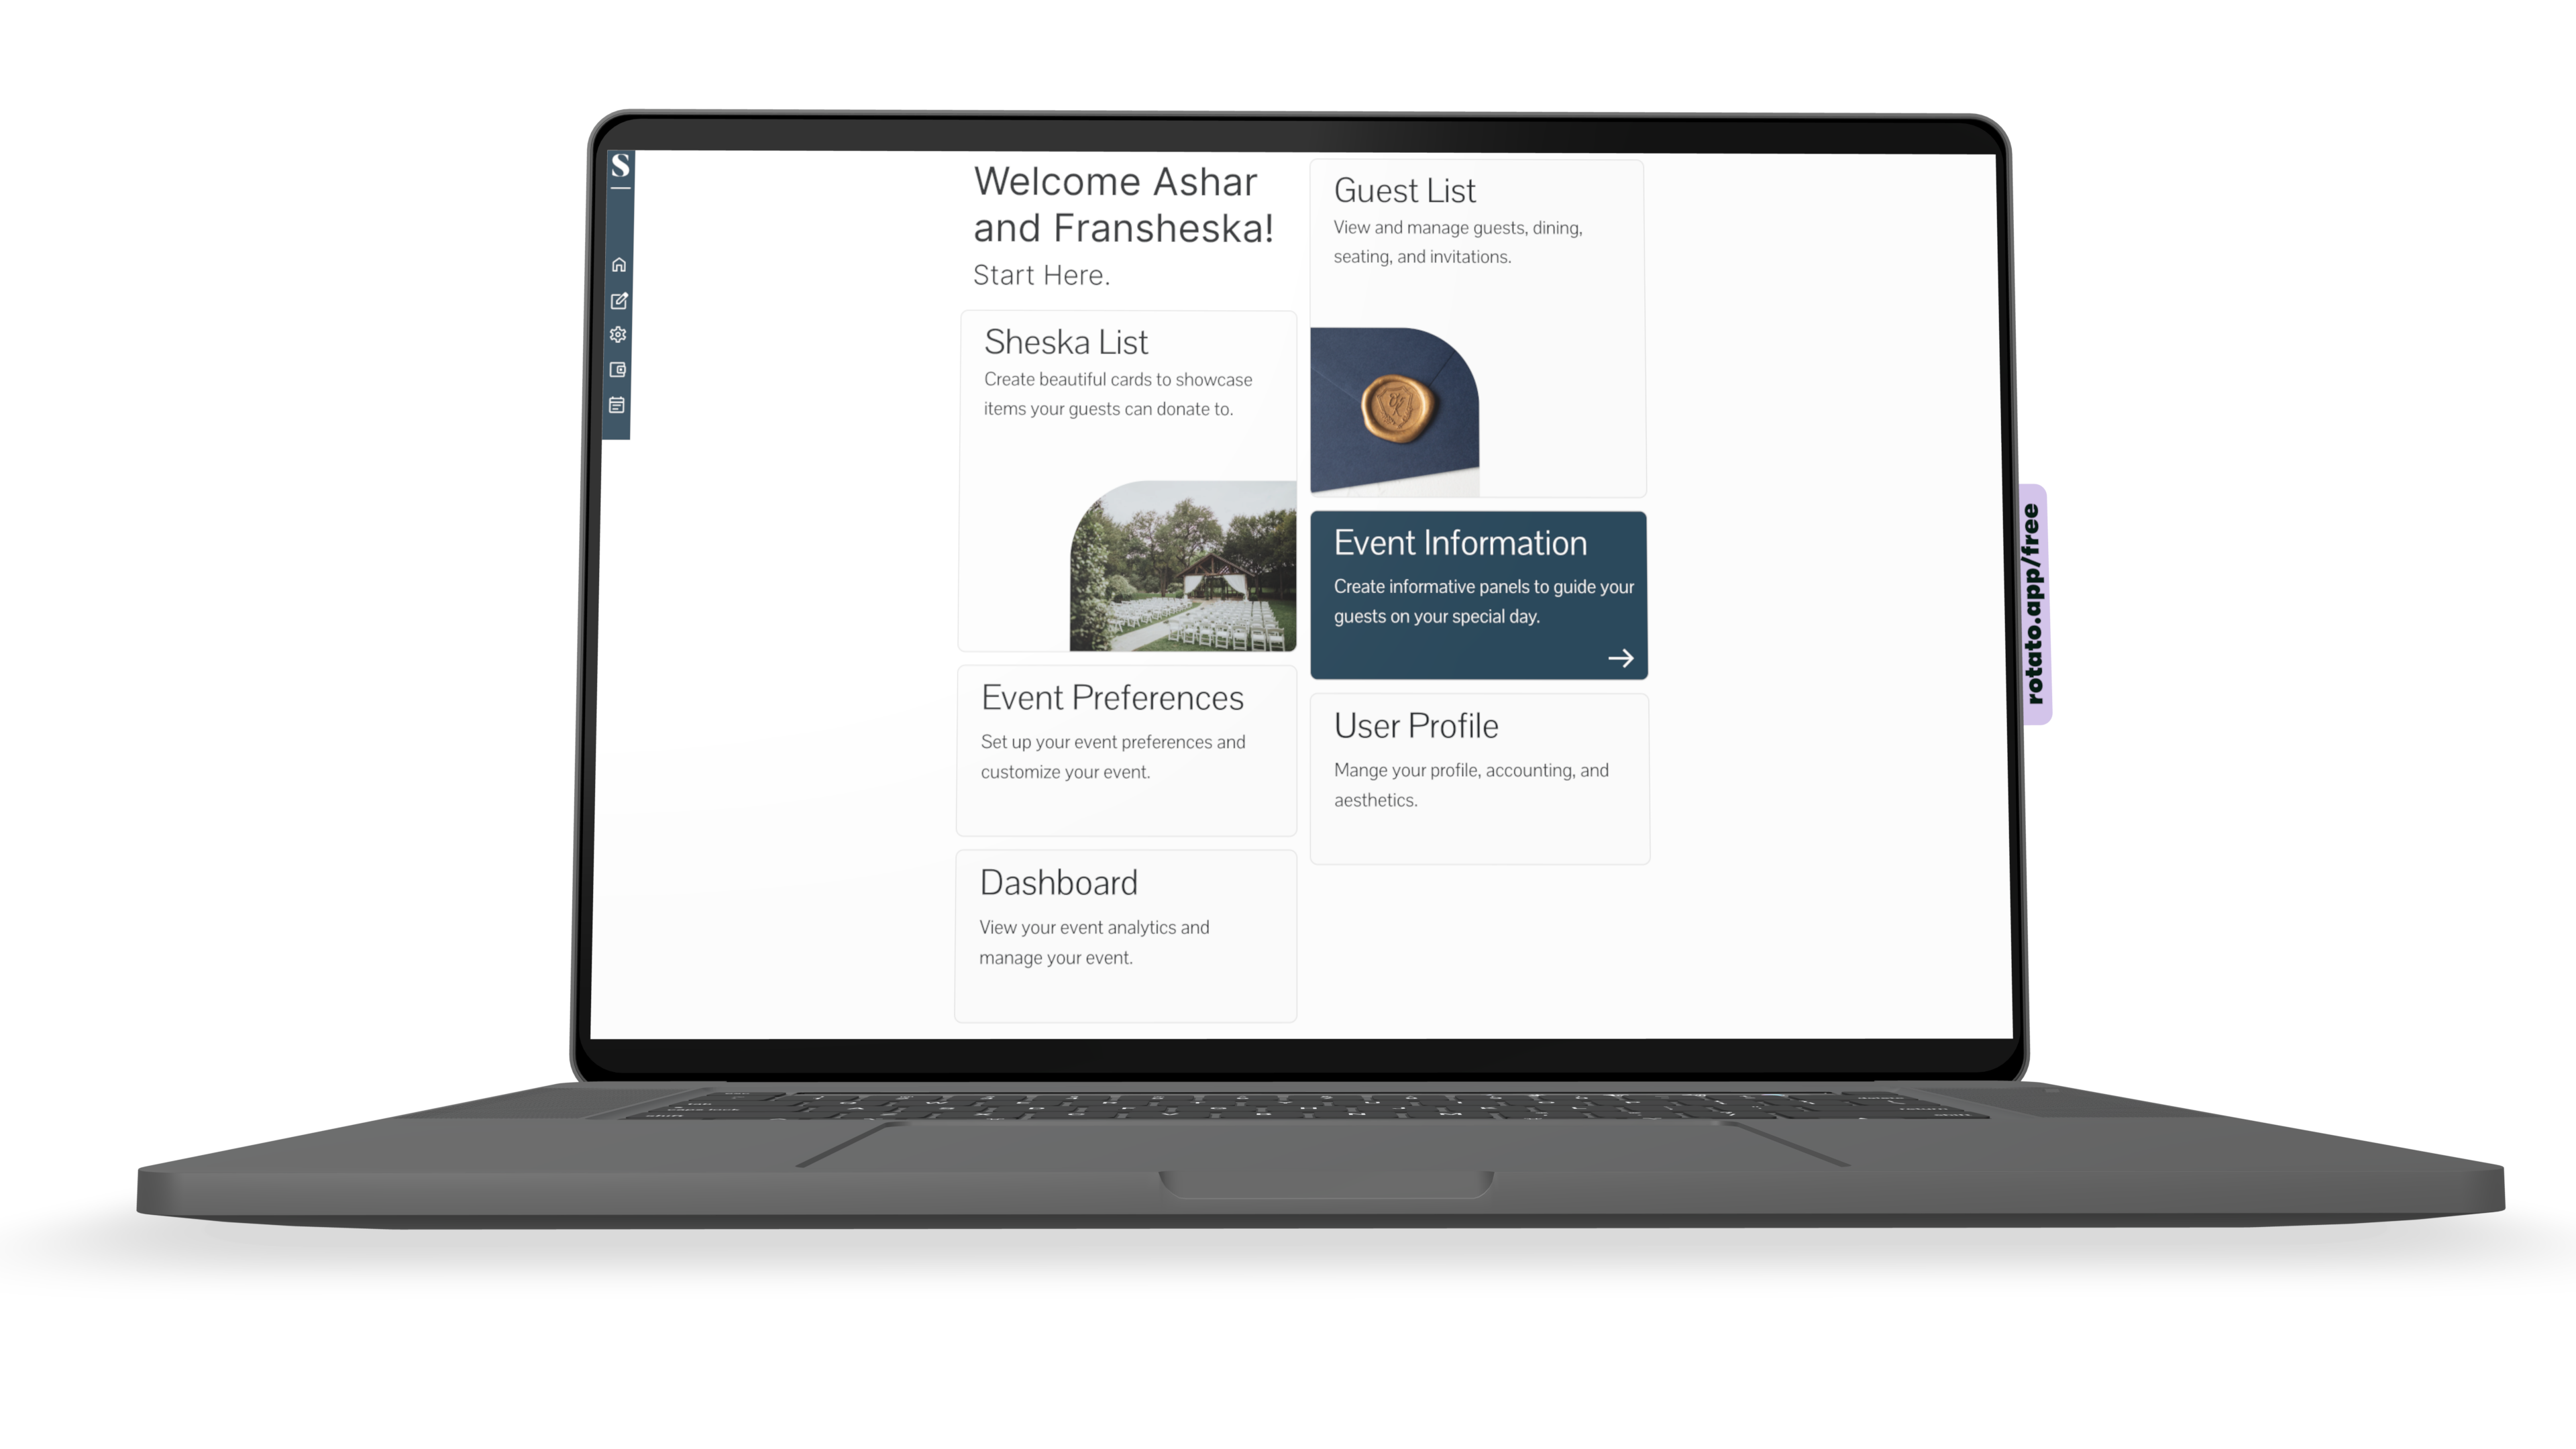 S
Welcome Ashar
and Fransheska!
Start Here.
Sheska List
Create beautiful cards to showcase
items your guests can donate to.
Event Preferences
Set up your event preferences and
customize your event.
Dashboard
View your event analytics and
manage your event.
Guest List
View and manage guests, dining,
seating, and invitations.
Event Information
Create informative panels to guide your
guests on your special day.
User Profile
Mange your profile, accounting, and
aesthetics.
rotato.app/free